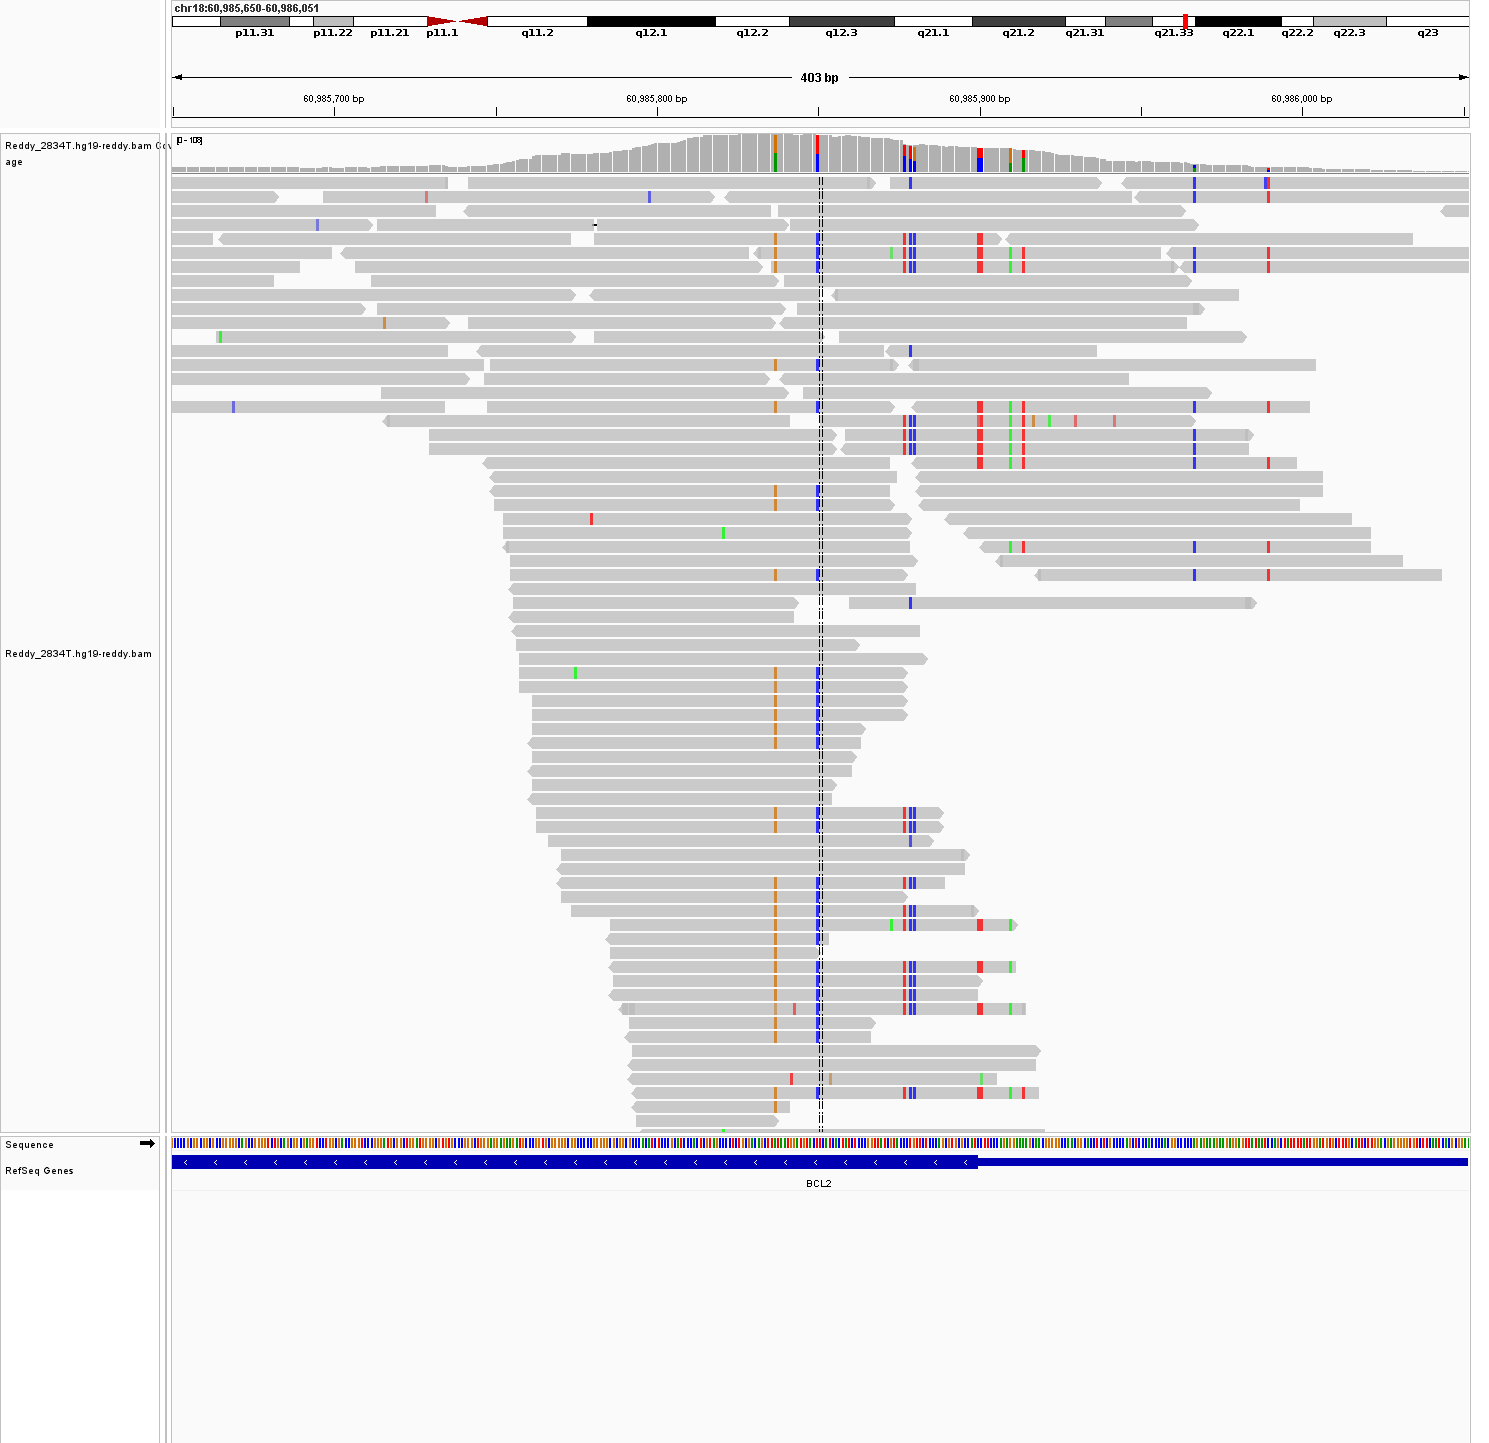 chr18:60,985,650-60,986,051
p11.31 p11.22 p11.21 p11.1 q11.2 q12.1 q12.2 q12.3 q21.1 q21.2 q21.31 q21.33 q22.1 q22.2 q22.3 q23
403 bp
60,985,700 bp 60,985,800 bp 60,985,900 bp 60,986,000 bp
Reddy_2834T.hg19-reddy.bam Cov
age
[0 - 108]
Reddy_2834T.hg19-reddy.bam
Sequence
RefSeq Genes
BCL2